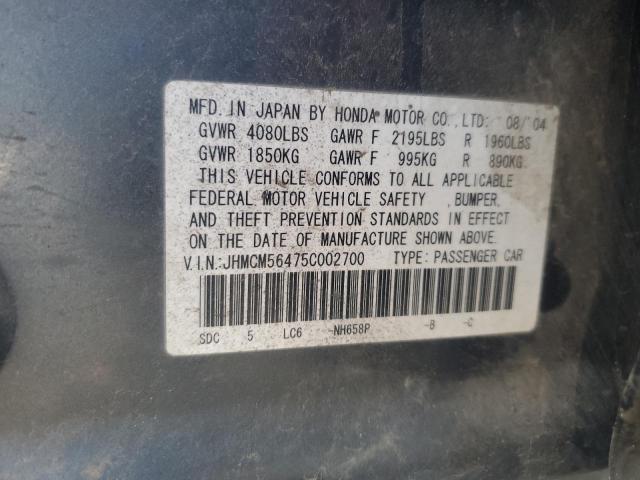 MFD. IN JAPAN BY HONDA MOTOR CO.,LTD. 08/'04
GVWR 4080LBS GAWR F 2195LBS R 1960LBS
GVWR 1850KG GAWR F 995KG R 890KG
THIS VEHICLE CONFORMS TO ALL APPLICABLE
FEDERAL MOTOR VEHICLE SAFETY ,BUMPER,
AND THEFT PREVENTION STANDARDS IN EFFECT
ON THE DATE OF MANUFACTURE SHOWN ABOVE.
V.I.N.:JHMCM56475C002700 TYPE: PASSENGER CAR
SDC 5 LC6 -NH658P -B -C